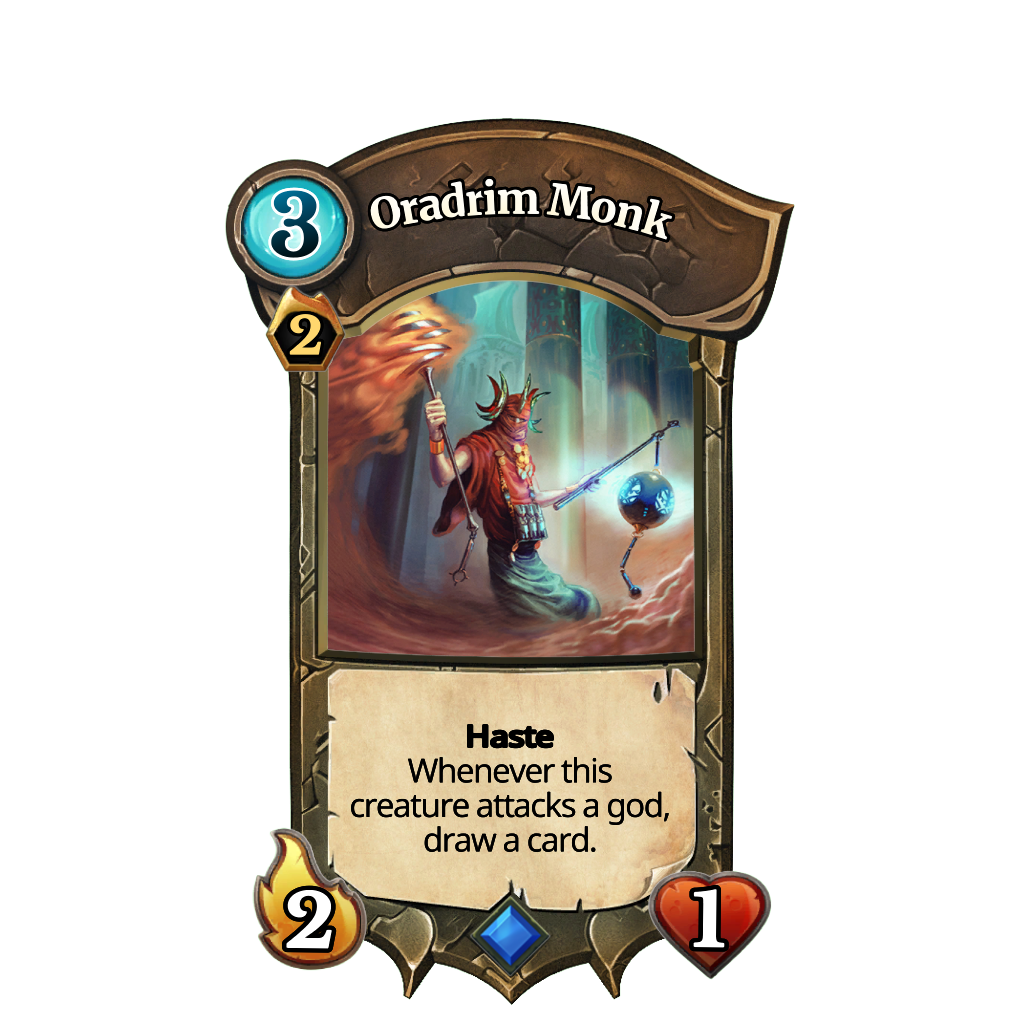 3
Oradrim Monk
2
Haste
Whenever this
creature attacks a god,
draw a card.
2
1